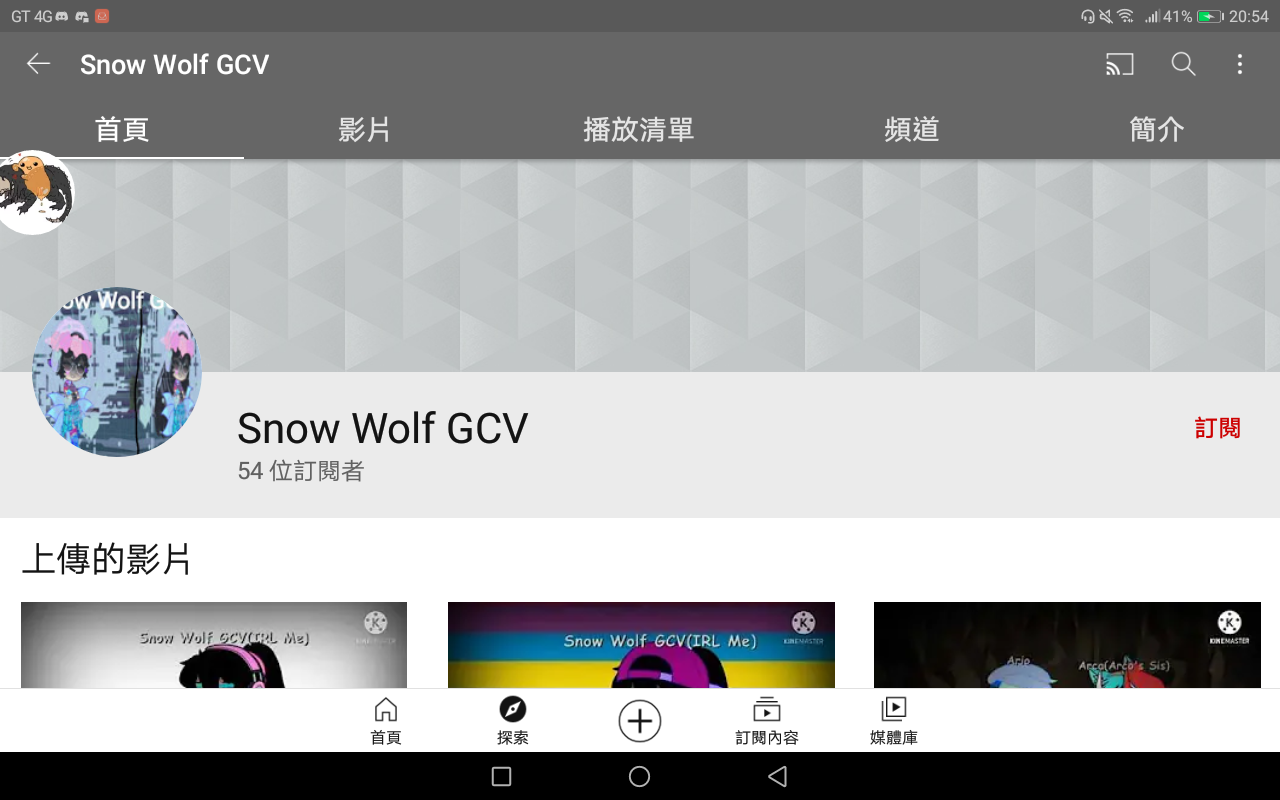 GT 4G 41% 20:54
Snow Wolf GCV
首頁 影片 播放清單 頻道 簡介
Snow Wolf GCV
54 位訂閱者
訂閱
上傳的影片
Snow Wolf GCV(IRL Me)
KINEMASTER
Snow Wolf GCV(IRL Me)
KINEMASTER
Ario
Arco(Arco's Sis)
KINEMASTER
首頁 探索 訂閱內容 媒體庫